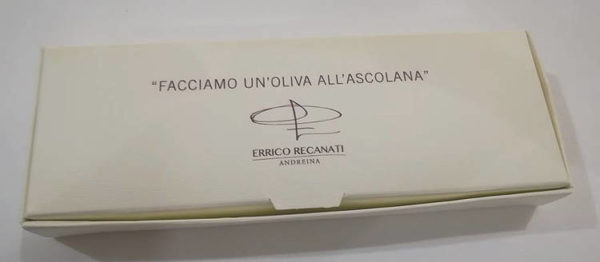 "FACCIAMO UN'OLIVA ALL'ASCOLANA"
ERRICO RECANATI
ANDREINA